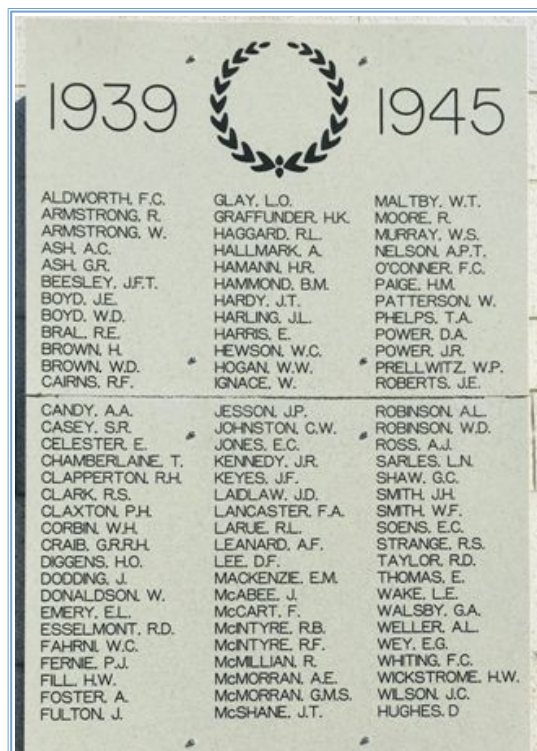 1939 1945
ALDWORTH, F.C.
ARMSTRONG, R.
ARMSTRONG, W.
ASH, A.C.
ASH, G.R.
BEESLEY, J.F.T.
BOYD, J.E.
BOYD, W.D.
BRAL, R.E.
BROWN, H.
BROWN, W.D.
CAIRNS, R.F.
CANDY, A.A.
CASEY, S.R.
CELESTER, E.
CHAMBERLANE, T.
CLAPPERTON, R.H.
CLARK, R.S.
CLAXTON, P.H.
CORBIN, W.H.
CRAIB, G.R.R.H.
DIGGENS, H.O.
DODDING, J.
DONALDSON, W.
EMERY, E.L.
ESSELMONT, R.D.
FAHRNI, W.C.
FERNIE, P.J.
FILL, H.W.
FOSTER, A.
FULTON, J.
GLAY, L.O.
GRAFFUNDER, H.K.
HAGGARD, R.L.
HALLMARK, A.
HAMANN, H.R.
HAMMOND, B.M.
HARDY, J.T.
HARLING, J.L.
HARRIS, E.
HEWSON, W.C.
HOGAN, W.W.
IGNACE, W.
JESSON, J.P.
JOHNSTON, C.W.
JONES, E.C.
KENNEDY, J.R.
KEYES, J.F.
LAIDLAW, J.D.
LANCASTER, F.A.
LARUE, R.L.
LEANARD, A.F.
LEE, D.F.
MACKENZIE, E.M.
McABEE, J.
McCART, F.
McINTYRE, R.B.
McINTYRE, R.F.
McMILLIAN, R.
McMORRAN, A.E.
McMORRAN, G.M.S.
McSHANE, J.T.
MALTBY, W.T.
MOORE, R.
MURRAY, W.S.
NELSON, A.P.T.
O'CONNER, F.C.
PAIGE, H.M.
PATTERSON, W.
PHELPS, T.A.
POWER, D.A.
POWER, J.R.
PRELLWITZ, W.P.
ROBERTS, J.E.
ROBINSON, A.L.
ROBINSON, W.D.
ROSS, A.J.
SARLES, L.N.
SHAW, G.C.
SMITH, J.H.
SMITH, W.F.
SOENS, E.C.
STRANGE, R.S.
TAYLOR, R.D.
THOMAS, E.
WAKE, L.E.
WALSBY, G.A.
WELLER, A.L.
WEY, E.G.
WHITING, F.C.
WICKSTROME, H.W.
WILSON, J.C.
HUGHES, D